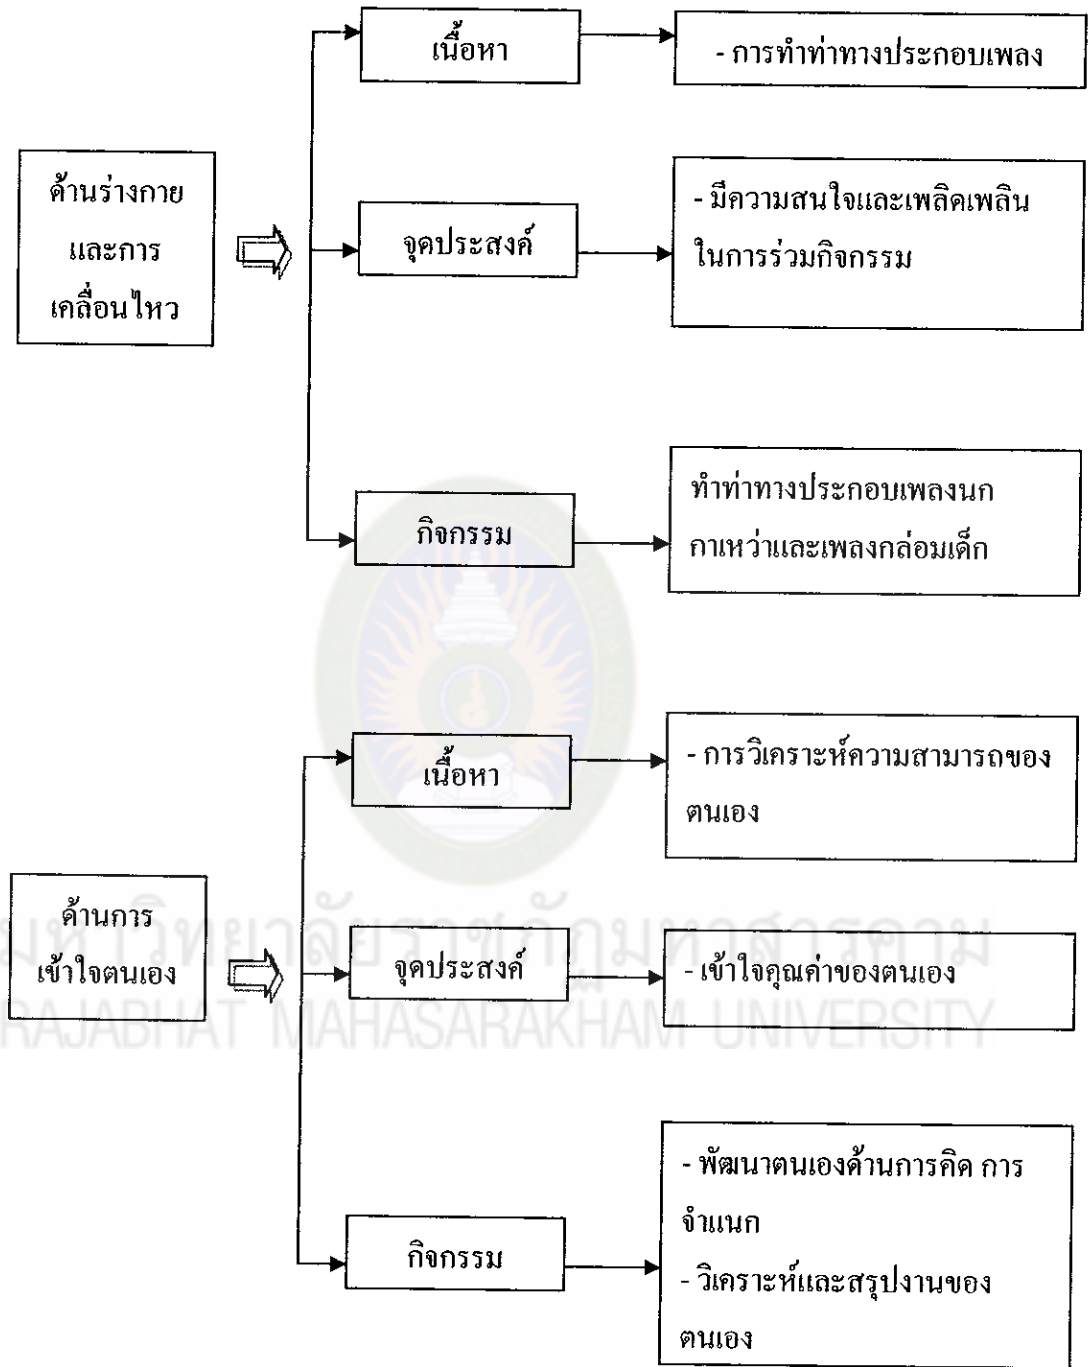 เนื้อหา
- การทำท่าทางประกอบเพลง
ด้านร่างกาย
และการ
เคลื่อนไหว
จุดประสงค์
- มีความสนใจและเพลิดเพลิน
ในการร่วมกิจกรรม
กิจกรรม
ทำท่าทางประกอบเพลงนก
กาเหว่าและเพลงกล่อมเด็ก
เนื้อหา
- การวิเคราะห์ความสามารถของ
ตนเอง
ด้านการ
เข้าใจตนเอง
จุดประสงค์
- เข้าใจคุณค่าของตนเอง
มหาวิทยาลัยราชภัฏมหาสารคาม
RAJABHAT MAHASARAKHAM UNIVERSITY
กิจกรรม
- พัฒนาตนเองด้านการคิด การ
จำแนก
- วิเคราะห์และสรุปงานของ
ตนเอง